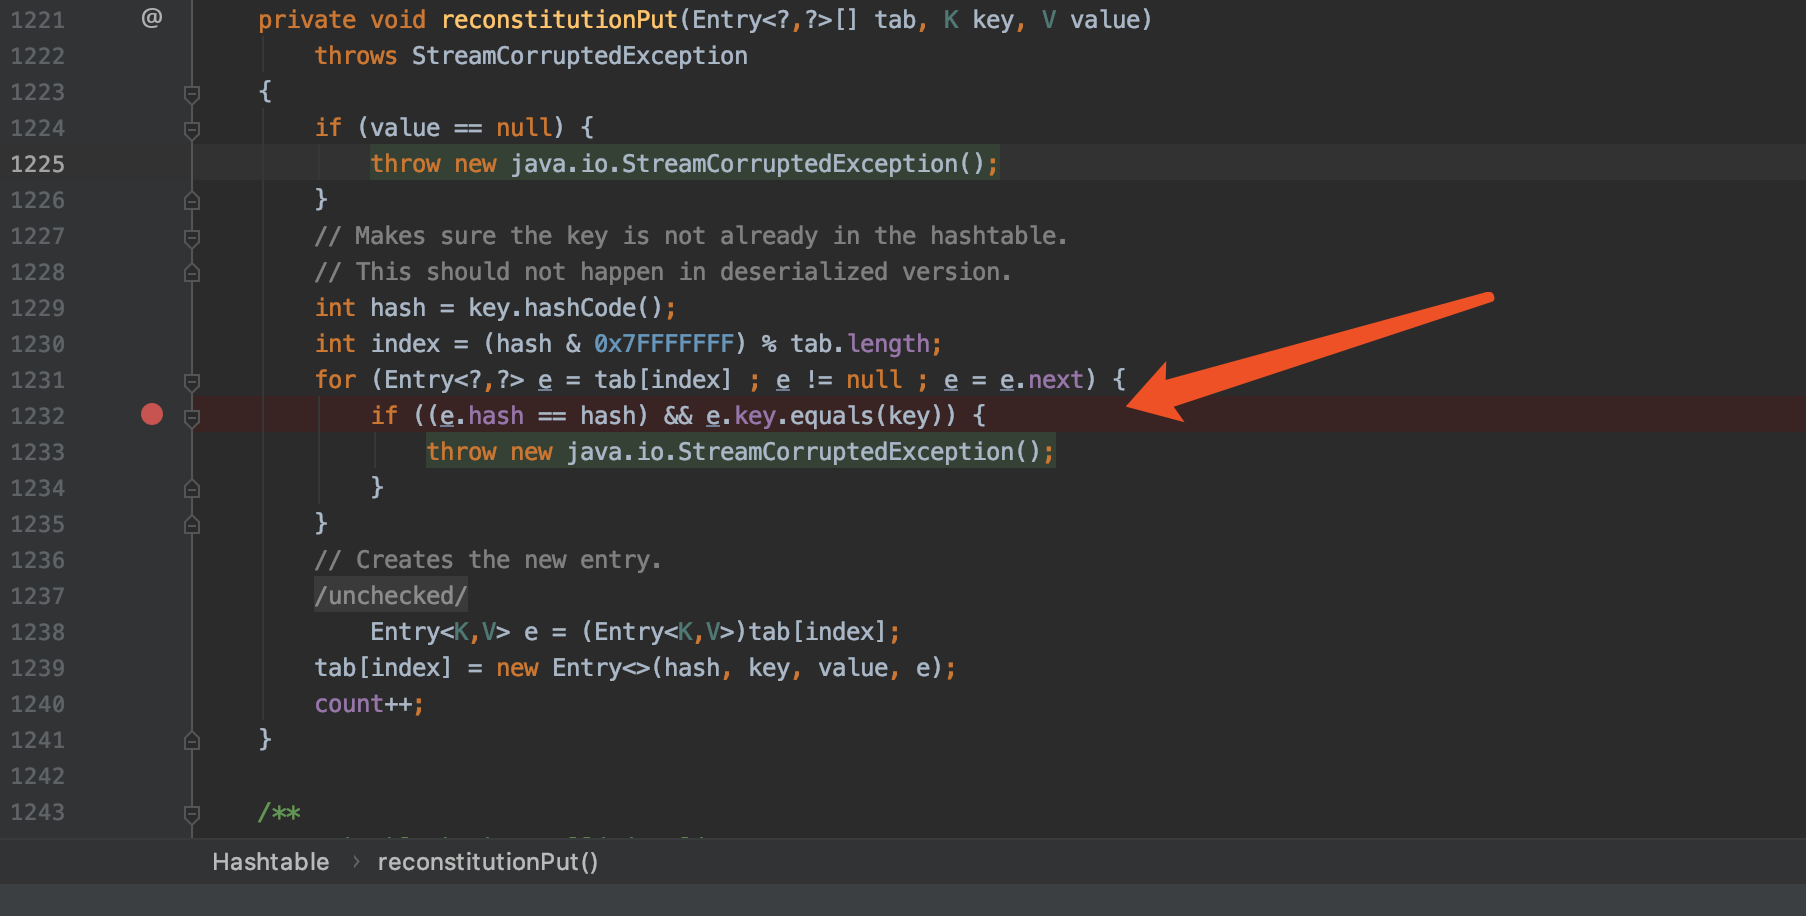 1221 @ private void reconstitutionPut(Entry<?,?>[] tab, K key, V value)
1222 throws StreamCorruptedException
1223 {
1224 if (value == null) {
1225 throw new java.io.StreamCorruptedException();
1226 }
1227 // Makes sure the key is not already in the hashtable.
1228 // This should not happen in deserialized version.
1229 int hash = key.hashCode();
1230 int index = (hash & 0x7FFFFFFF) % tab.length;
1231 for (Entry<?,?> e = tab[index] ; e != null ; e = e.next) {
1232 if ((e.hash == hash) && e.key.equals(key)) {
1233 throw new java.io.StreamCorruptedException();
1234 }
1235 }
1236 // Creates the new entry.
1237 /unchecked/
1238 Entry<K,V> e = (Entry<K,V>)tab[index];
1239 tab[index] = new Entry<>(hash, key, value, e);
1240 count++;
1241 }
1242
1243 /**
Hashtable › reconstitutionPut()